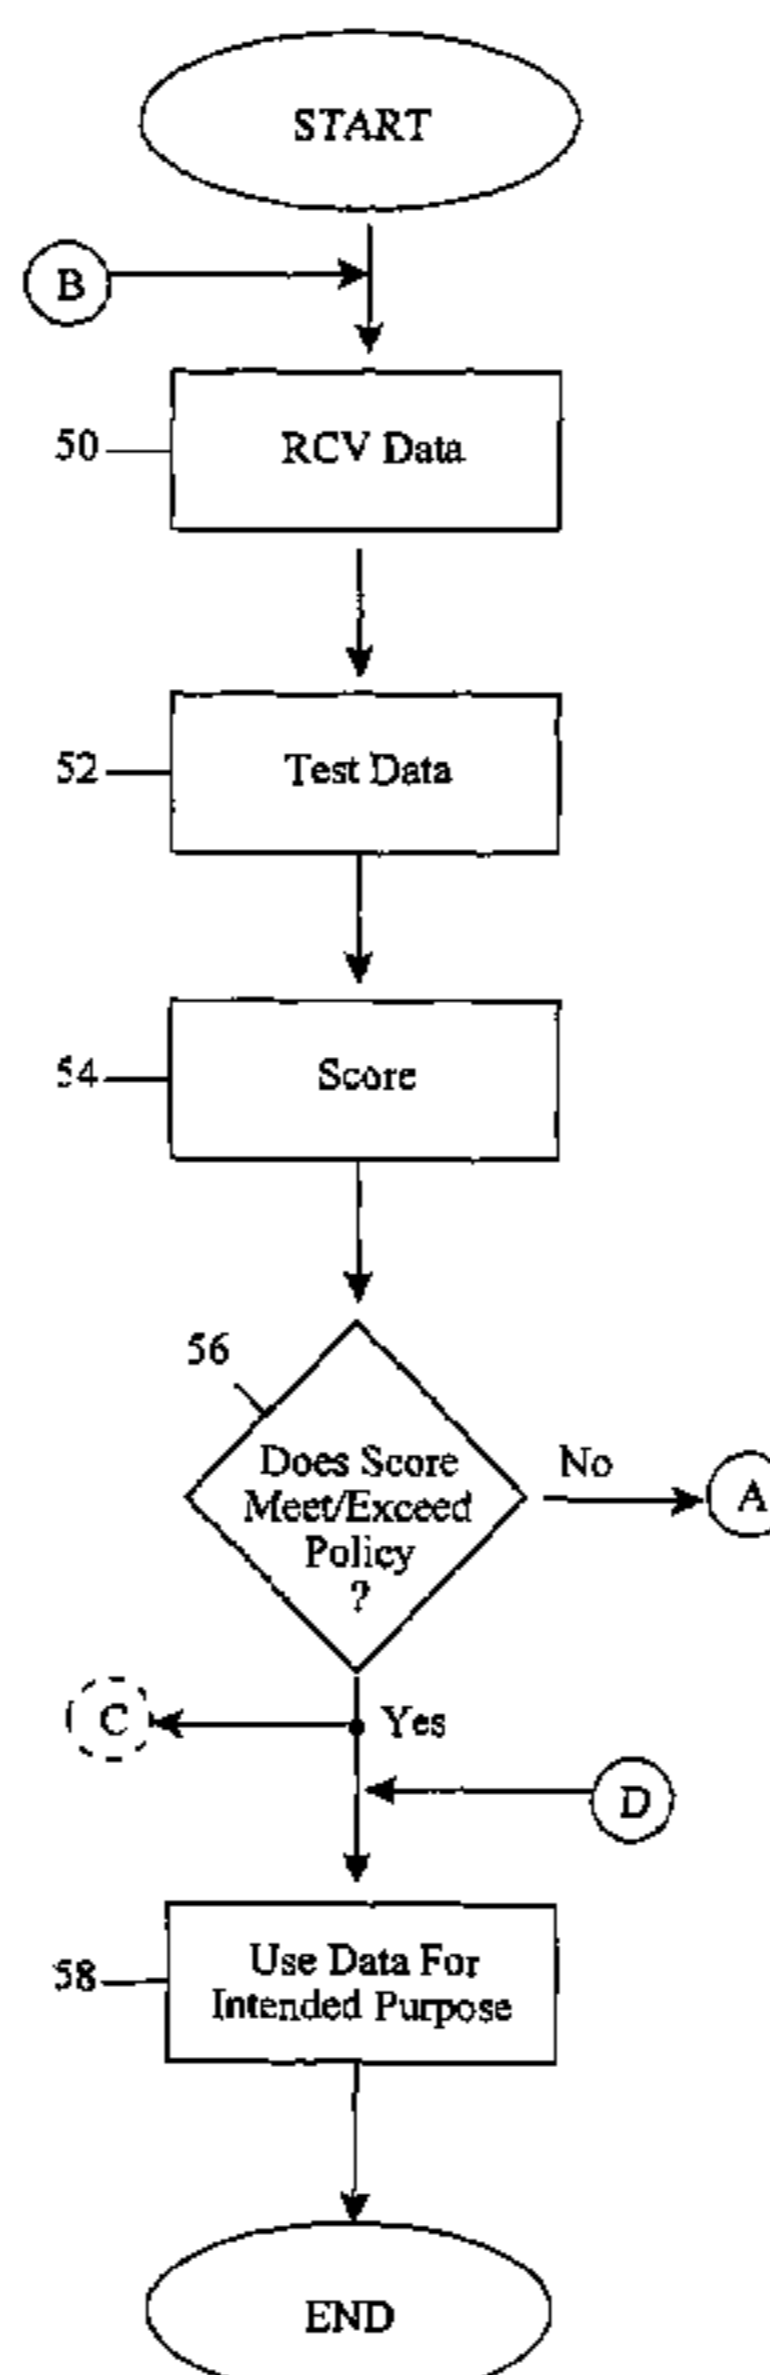 START
B
50
RCV Data
52
Test Data
54
Score
56
Does Score
Meet/Exceed
Policy
?
No
A
C
Yes
D
58
Use Data For
Intended Purpose
END